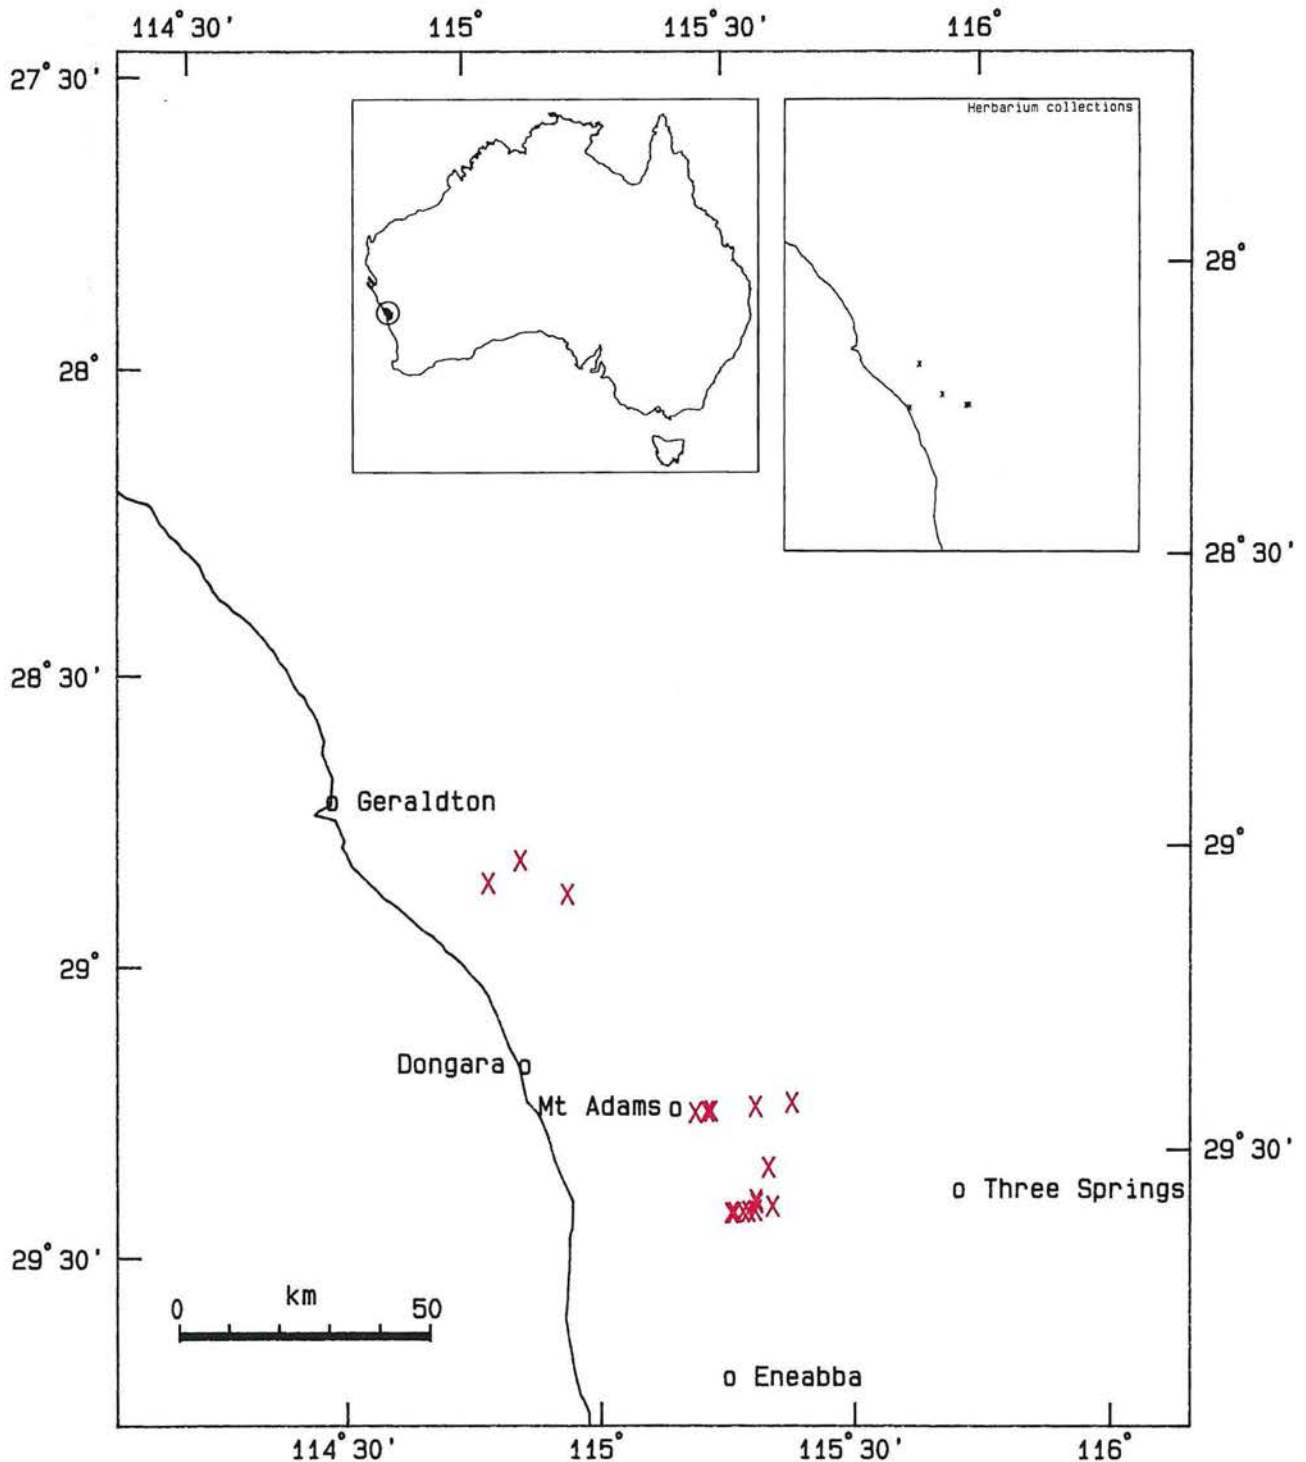 114°30' 115° 115°30' 116°
27°30'
Herbarium collections
28°
28°
28°30'
28°30'
Geraldton
29°
29°
Dongara
Mt Adams
29°30'
Three Springs
29°30'
km
0 50
Eneabba
114°30' 115° 115°30' 116°